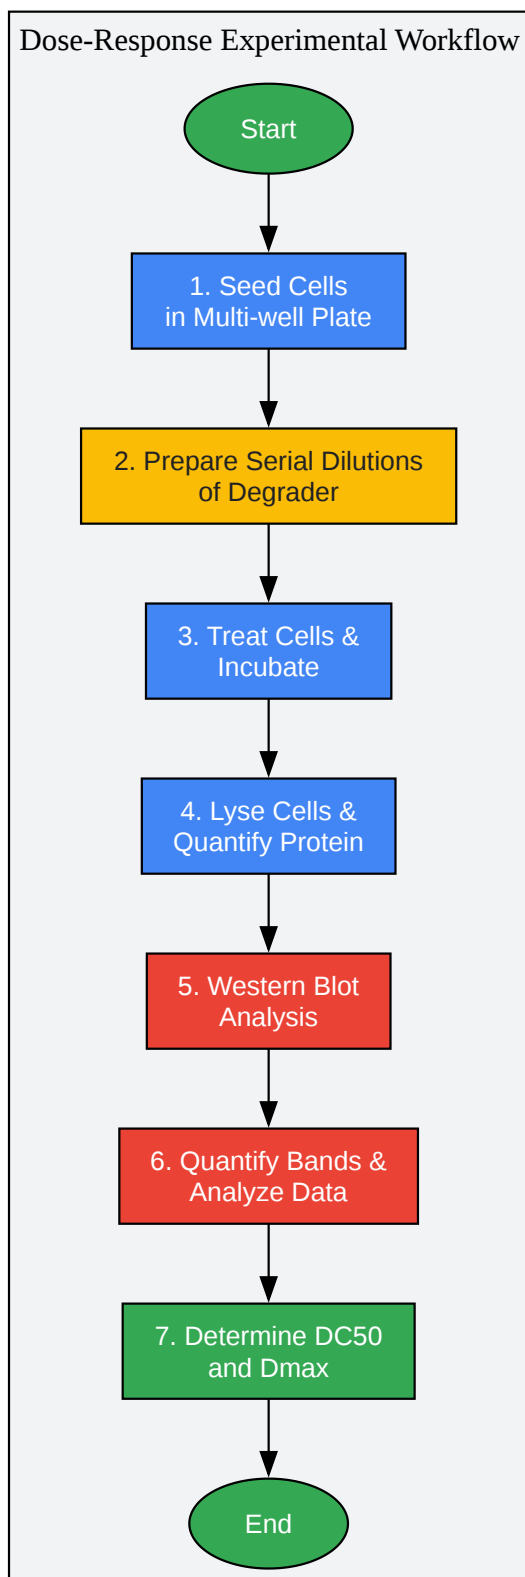 Dose-Response Experimental Workflow
Start
1. Seed Cells
in Multi-well Plate
2. Prepare Serial Dilutions
of Degrader
3. Treat Cells &
Incubate
4. Lyse Cells &
Quantify Protein
5. Western Blot
Analysis
6. Quantify Bands &
Analyze Data
7. Determine DC50
and Dmax
End